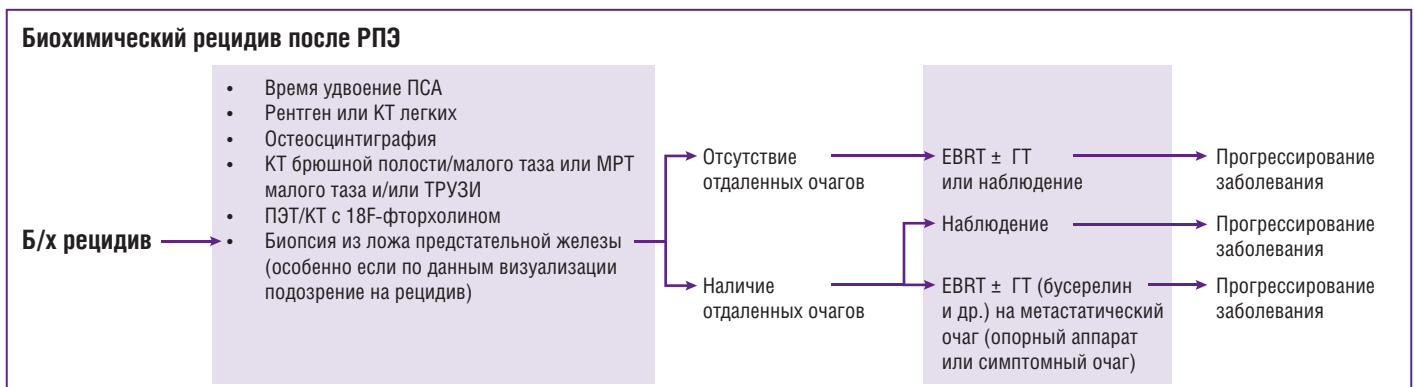 Биохимический рецидив после РПЭ
Б/х рецидив
• Время удвоение ПСА
• Рентген или КТ легких
• Остеосцинтиграфия
• КТ брюшной полости/малого таза или МРТ
малого таза и/или ТРУЗИ
• ПЭТ/КТ с 18F-фторхолином
• Биопсия из ложа предстательной железы
(особенно если по данным визуализации
подозрение на рецидив)
Отсутствие
отдаленных очагов
EBRT ± ГТ
или наблюдение
Прогрессирование
заболевания
Наличие
отдаленных очагов
Наблюдение
Прогрессирование
заболевания
EBRT ± ГТ (бусерелин
и др.) на метастатический
очаг (опорный аппарат
или симптомный очаг)
Прогрессирование
заболевания